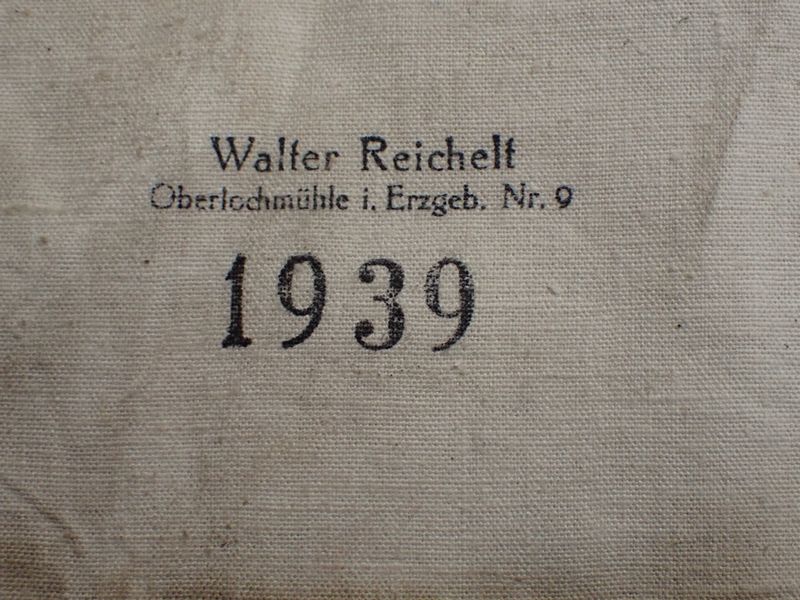 Walter Reichelt
Oberlochmühle i. Erzgeb. Nr. 9
1939